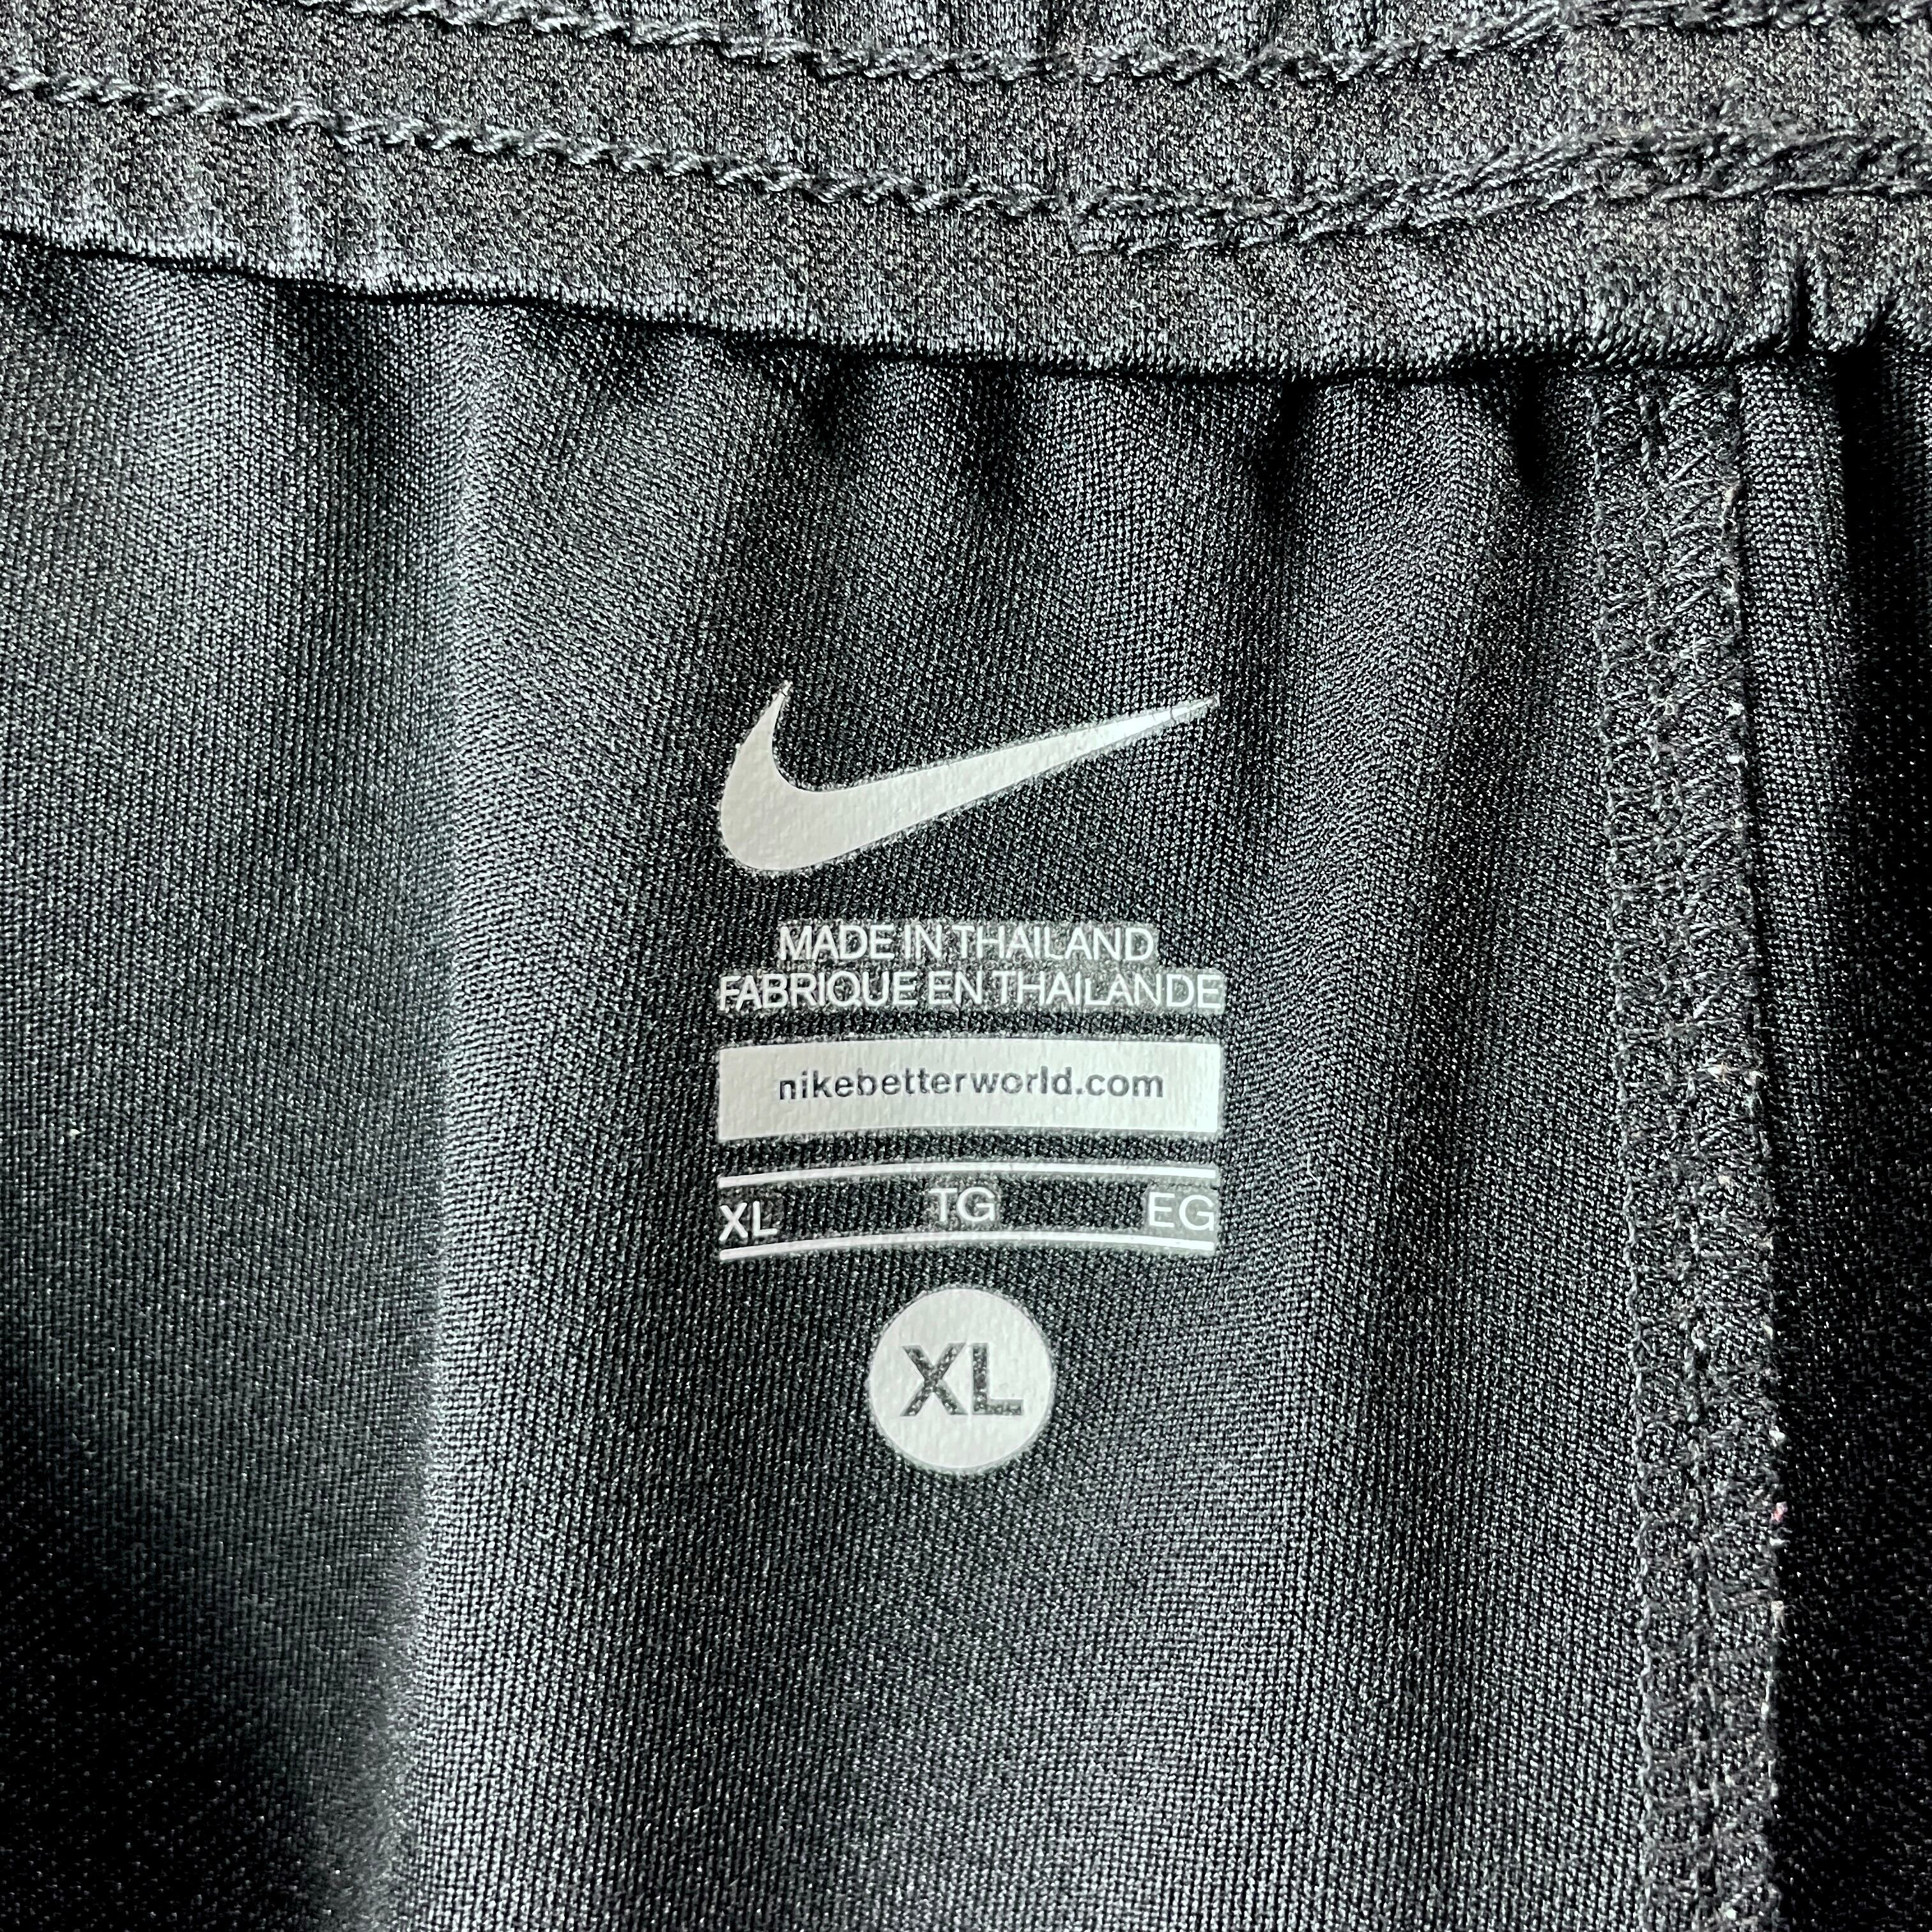 MADE IN THAILAND
FABRIQUE EN THAILANDE
nikebetterworld.com
XL TG EG
XL